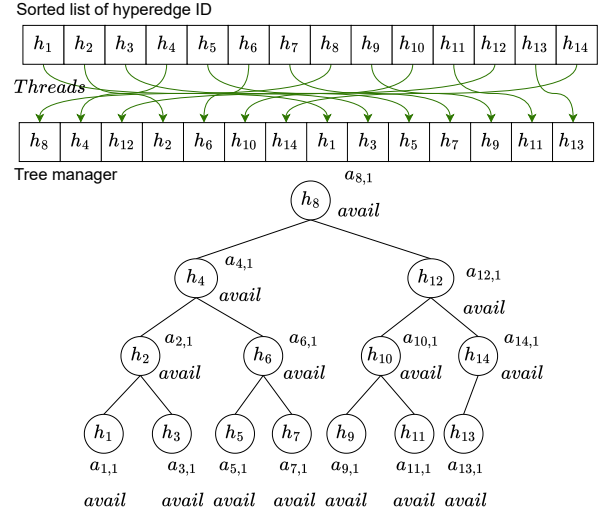 Sorted list of hyperedge ID
h₁ h₂ h₃ h₄ h₅ h₆ h₇ h₈ h₉ h₁₀ h₁₁ h₁₂ h₁₃ h₁₄
Threads
h₈ h₄ h₁₂ h₂ h₆ h₁₀ h₁₄ h₁ h₃ h₅ h₇ h₉ h₁₁ h₁₃
Tree manager
a₈,₁
h₈
avail
a₄,₁ a₁₂,₁
h₄ h₁₂
avail avail
a₂,₁ a₆,₁ a₁₀,₁ a₁₄,₁
h₂ h₆ h₁₀ h₁₄
avail avail avail avail
h₁ h₃ h₅ h₇ h₉ h₁₁ h₁₃
a₁,₁ a₃,₁ a₅,₁ a₇,₁ a₉,₁ a₁₁,₁ a₁₃,₁
avail avail avail avail avail avail avail